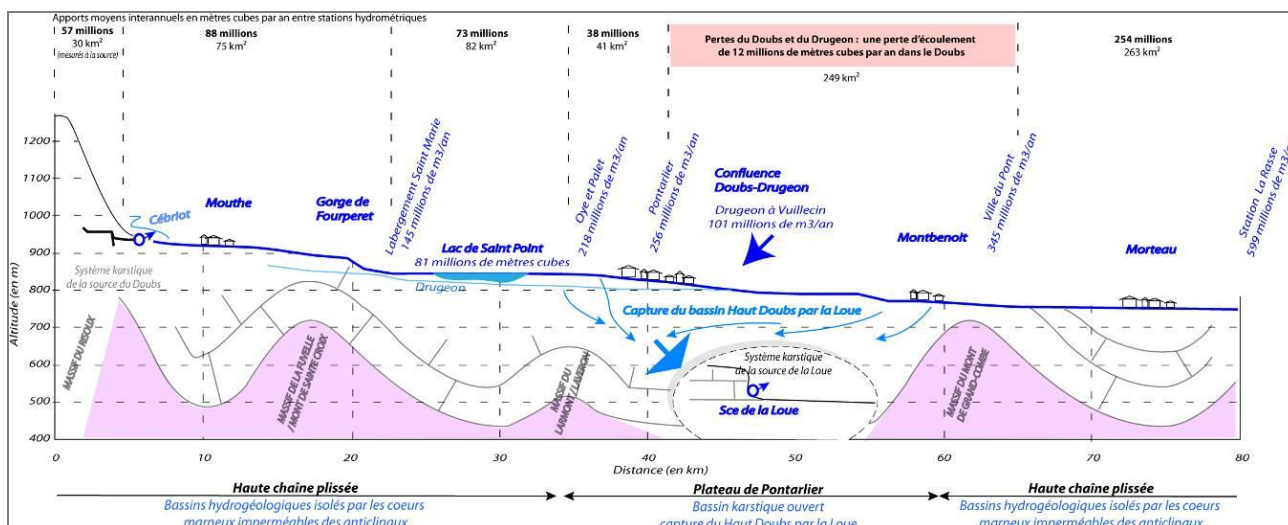 Apports moyens interannuels en mètres cubes par an entre stations hydrométriques
57 millions
30 km²
(mesurés à la source)
88 millions
75 km²
73 millions
82 km²
38 millions
41 km²
Pertes du Doubs et du Drugeon : une perte d'écoulement
de 12 millions de mètres cubes par an dans le Doubs
249 km²
254 millions
263 km²
Altitude (en m)
1200
1100
1000
900
800
700
600
500
400
Cébriot
Mouthe
Gorge de
Fourperet
Labergement Saint Marie
145 millions de m3/an
Lac de Saint Point
81 millions de mètres cubes
Drugeon
Oye et Palet
218 millions de m3/an
Pontarlier
256 millions de m3/an
Confluence
Doubs-Drugeon
Drugeon à Vuillecin
101 millions de m3/an
Montbenoit
Ville du Pont
345 millions de m3/an
Morteau
Station La Rasse
599 millions de m3/an
Système karstique
de la source du Doubs
Capture du bassin Haut Doubs par la Loue
Système karstique
de la source de la Loue
Sce de la Loue
MASSIF DU RISOUX
MASSIF DE LA FUVELLE
/ MONT DE SAINTE CROIX
MASSIF DU
LARMONT / LAVERON
MASSIF DU MONT
DE GRAND-COMBE
0
10
20
30
40
50
60
70
80
Distance (en km)
Haute chaîne plissée
Bassins hydrogéologiques isolés par les coeurs
marneux imperméables des anticlinaux
Plateau de Pontarlier
Bassin karstique ouvert
capture du Haut Doubs par la Loue
Haute chaîne plissée
Bassins hydrogéologiques isolés par les coeurs
marneux imperméables des anticlinaux